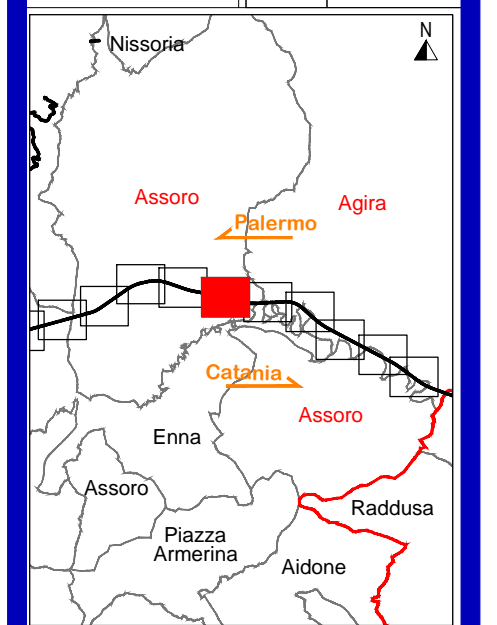 N
Nissoria
Assoro
Agira
Palermo
Catania
Assoro
Enna
Assoro
Raddusa
Piazza
Armerina
Aidone